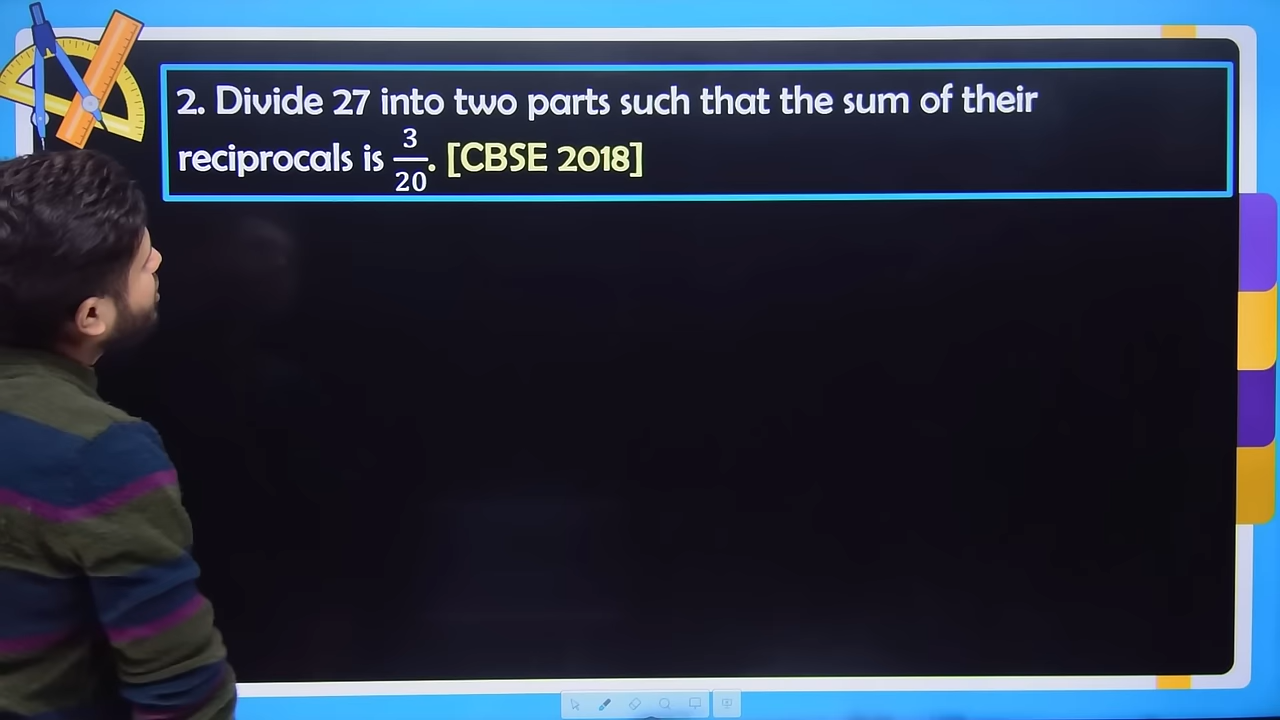 2. Divide 27 into two parts such that the sum of their
reciprocals is 3/20. [CBSE 2018]